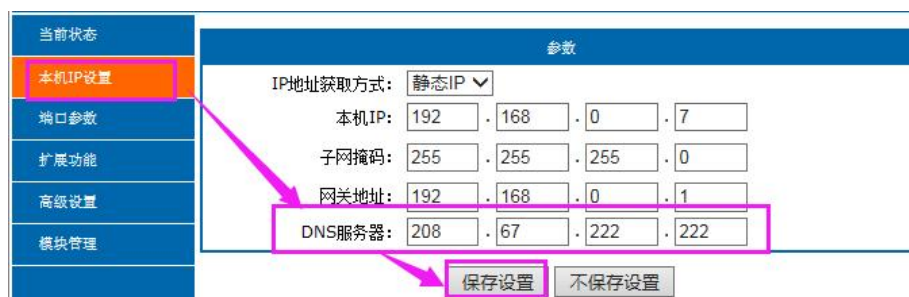 当前状态
本机IP设置
端口参数
扩展功能
高级设置
模块管理
参数
IP地址获取方式： 静态IP
本机IP： 192 . 168 . 0 . 7
子网掩码： 255 . 255 . 255 . 0
网关地址： 192 . 168 . 0 . 1
DNS服务器： 208 . 67 . 222 . 222
保存设置 不保存设置